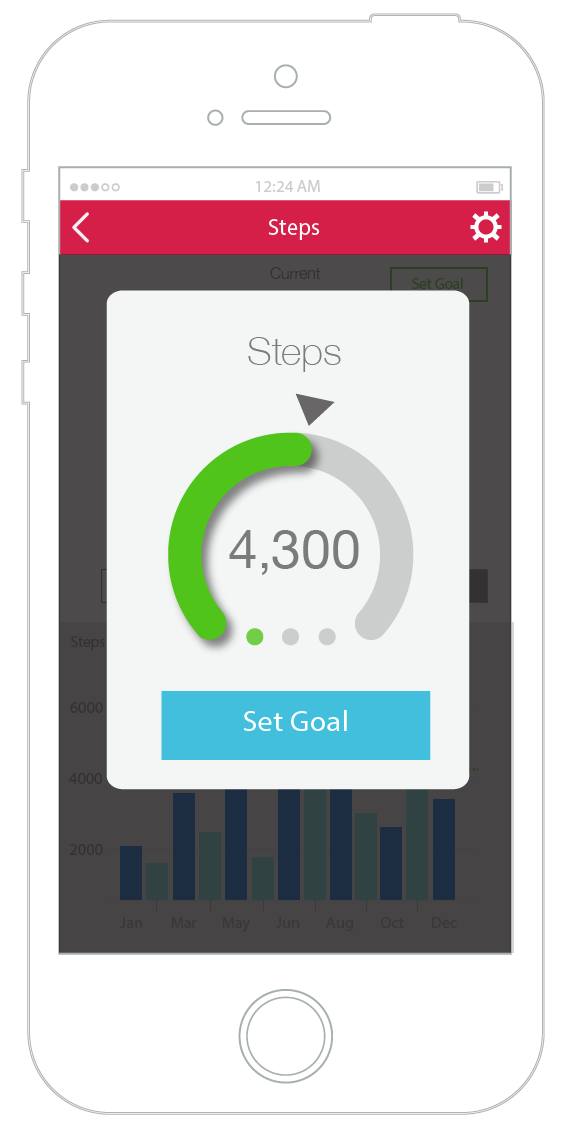 12:24 AM
Steps
Current
Set Goal
Steps
4,300
Set Goal
Steps
6000
4000
2000
Jan Mar May Jun Aug Oct Dec